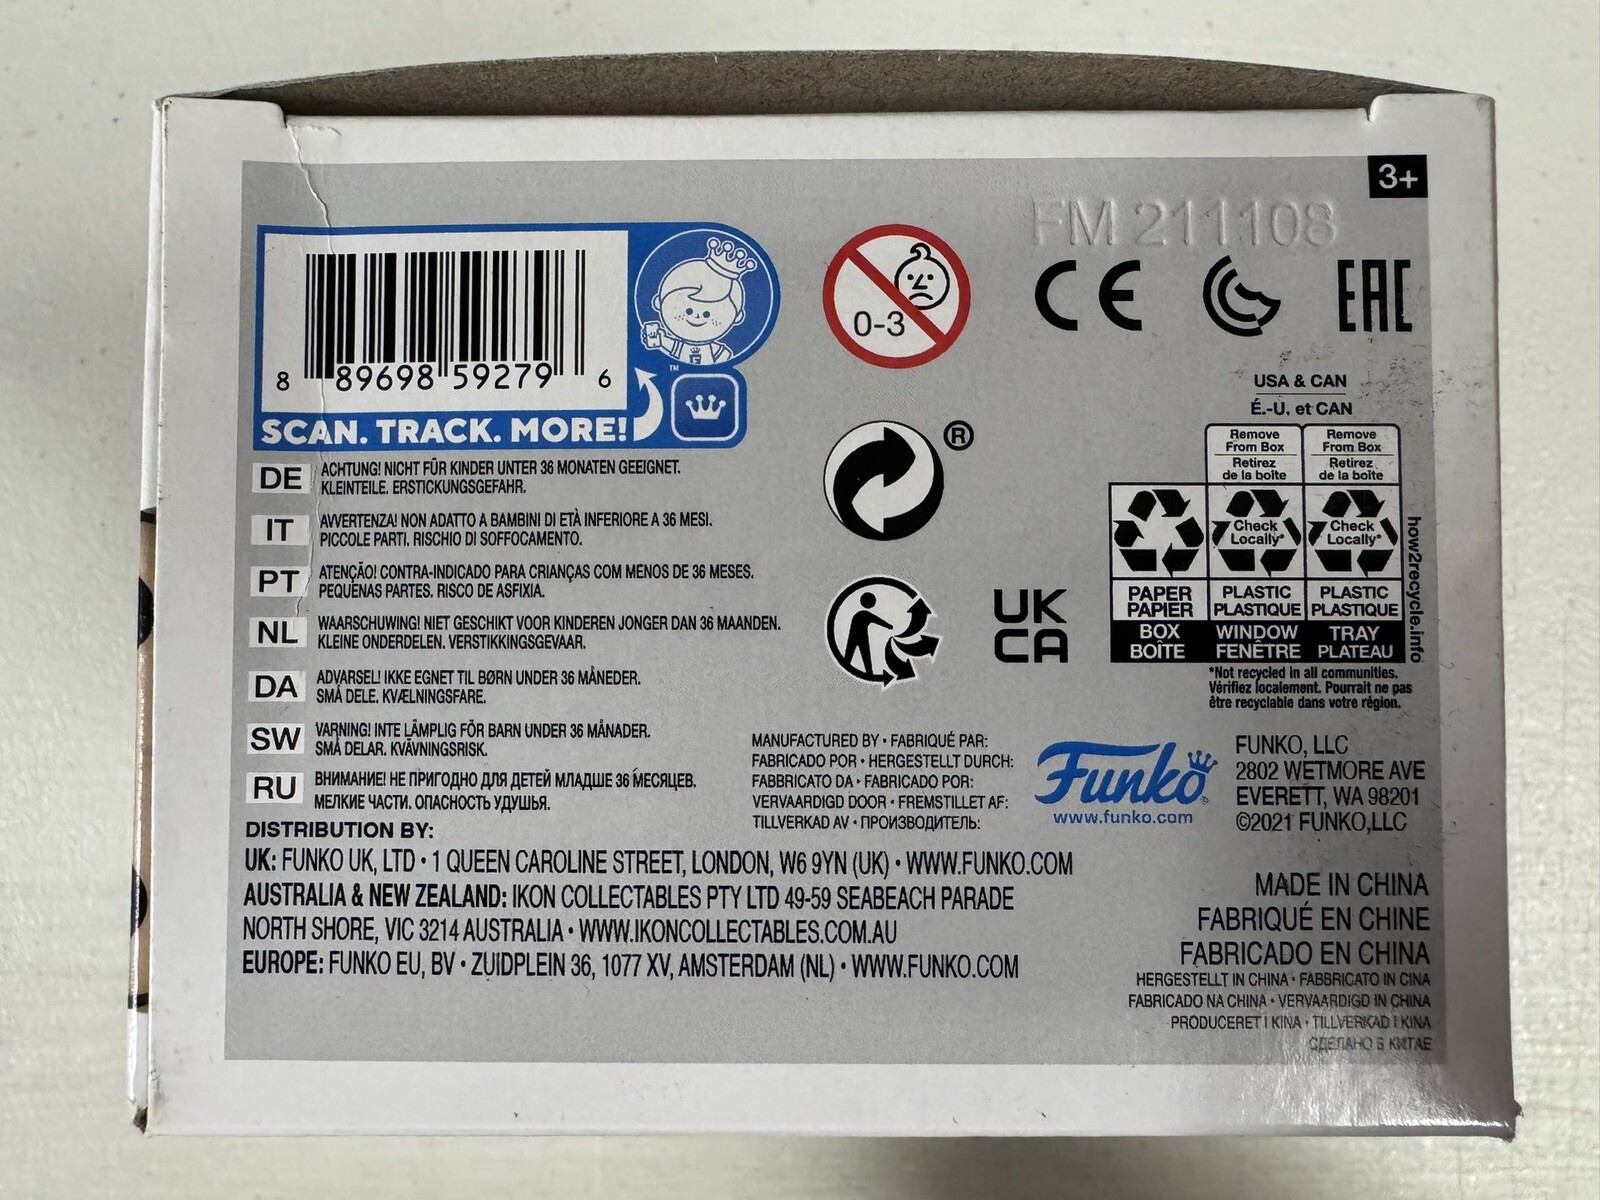 3+
FM 211108
8 89698 59279 6
™
SCAN. TRACK. MORE!
0-3
CE
EAC
DE ACHTUNG! NICHT FÜR KINDER UNTER 36 MONATEN GEEIGNET.
KLEINTEILE. ERSTICKUNGSGEFAHR.
IT AVVERTENZA! NON ADATTO A BAMBINI DI ETÀ INFERIORE A 36 MESI.
PICCOLE PARTI. RISCHIO DI SOFFOCAMENTO.
PT ATENÇÃO! CONTRA-INDICADO PARA CRIANÇAS COM MENOS DE 36 MESES.
PEQUENAS PARTES. RISCO DE ASFIXIA.
NL WAARSCHUWING! NIET GESCHIKT VOOR KINDEREN JONGER DAN 36 MAANDEN.
KLEINE ONDERDELEN. VERSTIKKINGSGEVAAR.
DA ADVARSEL! IKKE EGNET TIL BØRN UNDER 36 MÅNEDER.
SMÅ DELE. KVÆLNINGSFARE.
SW VARNING! INTE LÄMPLIG FÖR BARN UNDER 36 MÅNADER.
SMÅ DELAR. KVÄVNINGSRISK.
RU ВНИМАНИЕ! НЕ ПРИГОДНО ДЛЯ ДЕТЕЙ МЛАДШЕ 36 МЕСЯЦЕВ.
МЕЛКИЕ ЧАСТИ. ОПАСНОСТЬ УДУШЬЯ.
®
UK
CA
USA & CAN
É.-U. et CAN
Remove
From Box
Retirez
de la boîte
Remove
From Box
Retirez
de la boîte
Check
Locally*
Check
Locally*
PAPER
PAPIER
PLASTIC
PLASTIQUE
PLASTIC
PLASTIQUE
BOX
BOÎTE
WINDOW
FENÊTRE
TRAY
PLATEAU
how2recycle.info
*Not recycled in all communities.
Vérifiez localement. Pourrait ne pas
être recyclable dans votre région.
MANUFACTURED BY • FABRIQUÉ PAR:
FABRICADO POR • HERGESTELLT DURCH:
FABBRICATO DA • FABRICADO POR:
VERVAARDIGD DOOR • FREMSTILLET AF:
TILLVERKAD AV • ПРОИЗВОДИТЕЛЬ:
Funko®
www.funko.com
FUNKO, LLC
2802 WETMORE AVE
EVERETT, WA 98201
©2021 FUNKO,LLC
DISTRIBUTION BY:
UK: FUNKO UK, LTD • 1 QUEEN CAROLINE STREET, LONDON, W6 9YN (UK) • WWW.FUNKO.COM
AUSTRALIA & NEW ZEALAND: IKON COLLECTABLES PTY LTD 49-59 SEABEACH PARADE
NORTH SHORE, VIC 3214 AUSTRALIA • WWW.IKONCOLLECTABLES.COM.AU
EUROPE: FUNKO EU, BV • ZUIDPLEIN 36, 1077 XV, AMSTERDAM (NL) • WWW.FUNKO.COM
MADE IN CHINA
FABRIQUÉ EN CHINE
FABRICADO EN CHINA
HERGESTELLT IN CHINA • FABBRICATO IN CINA
FABRICADO NA CHINA • VERVAARDIGD IN CHINA
PRODUCERET I KINA • TILLVERKAD I KINA
СДЕЛАНО В КИТАЕ